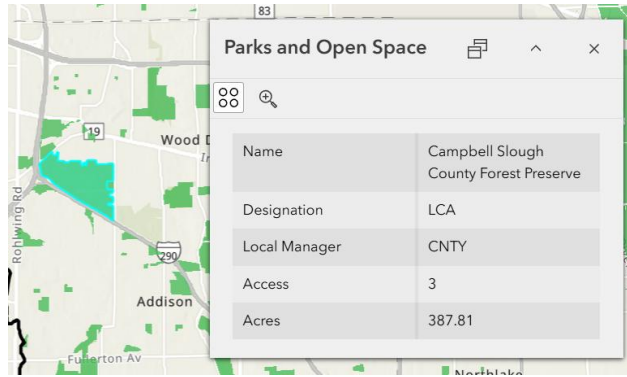 83
Parks and Open Space
19
Wood D
Name
Campbell Slough
County Forest Preserve
Designation
LCA
Local Manager
CNTY
Access
3
Acres
387.81
Rohlwing Rd
290
Addison
Fullerton Av
Northlake